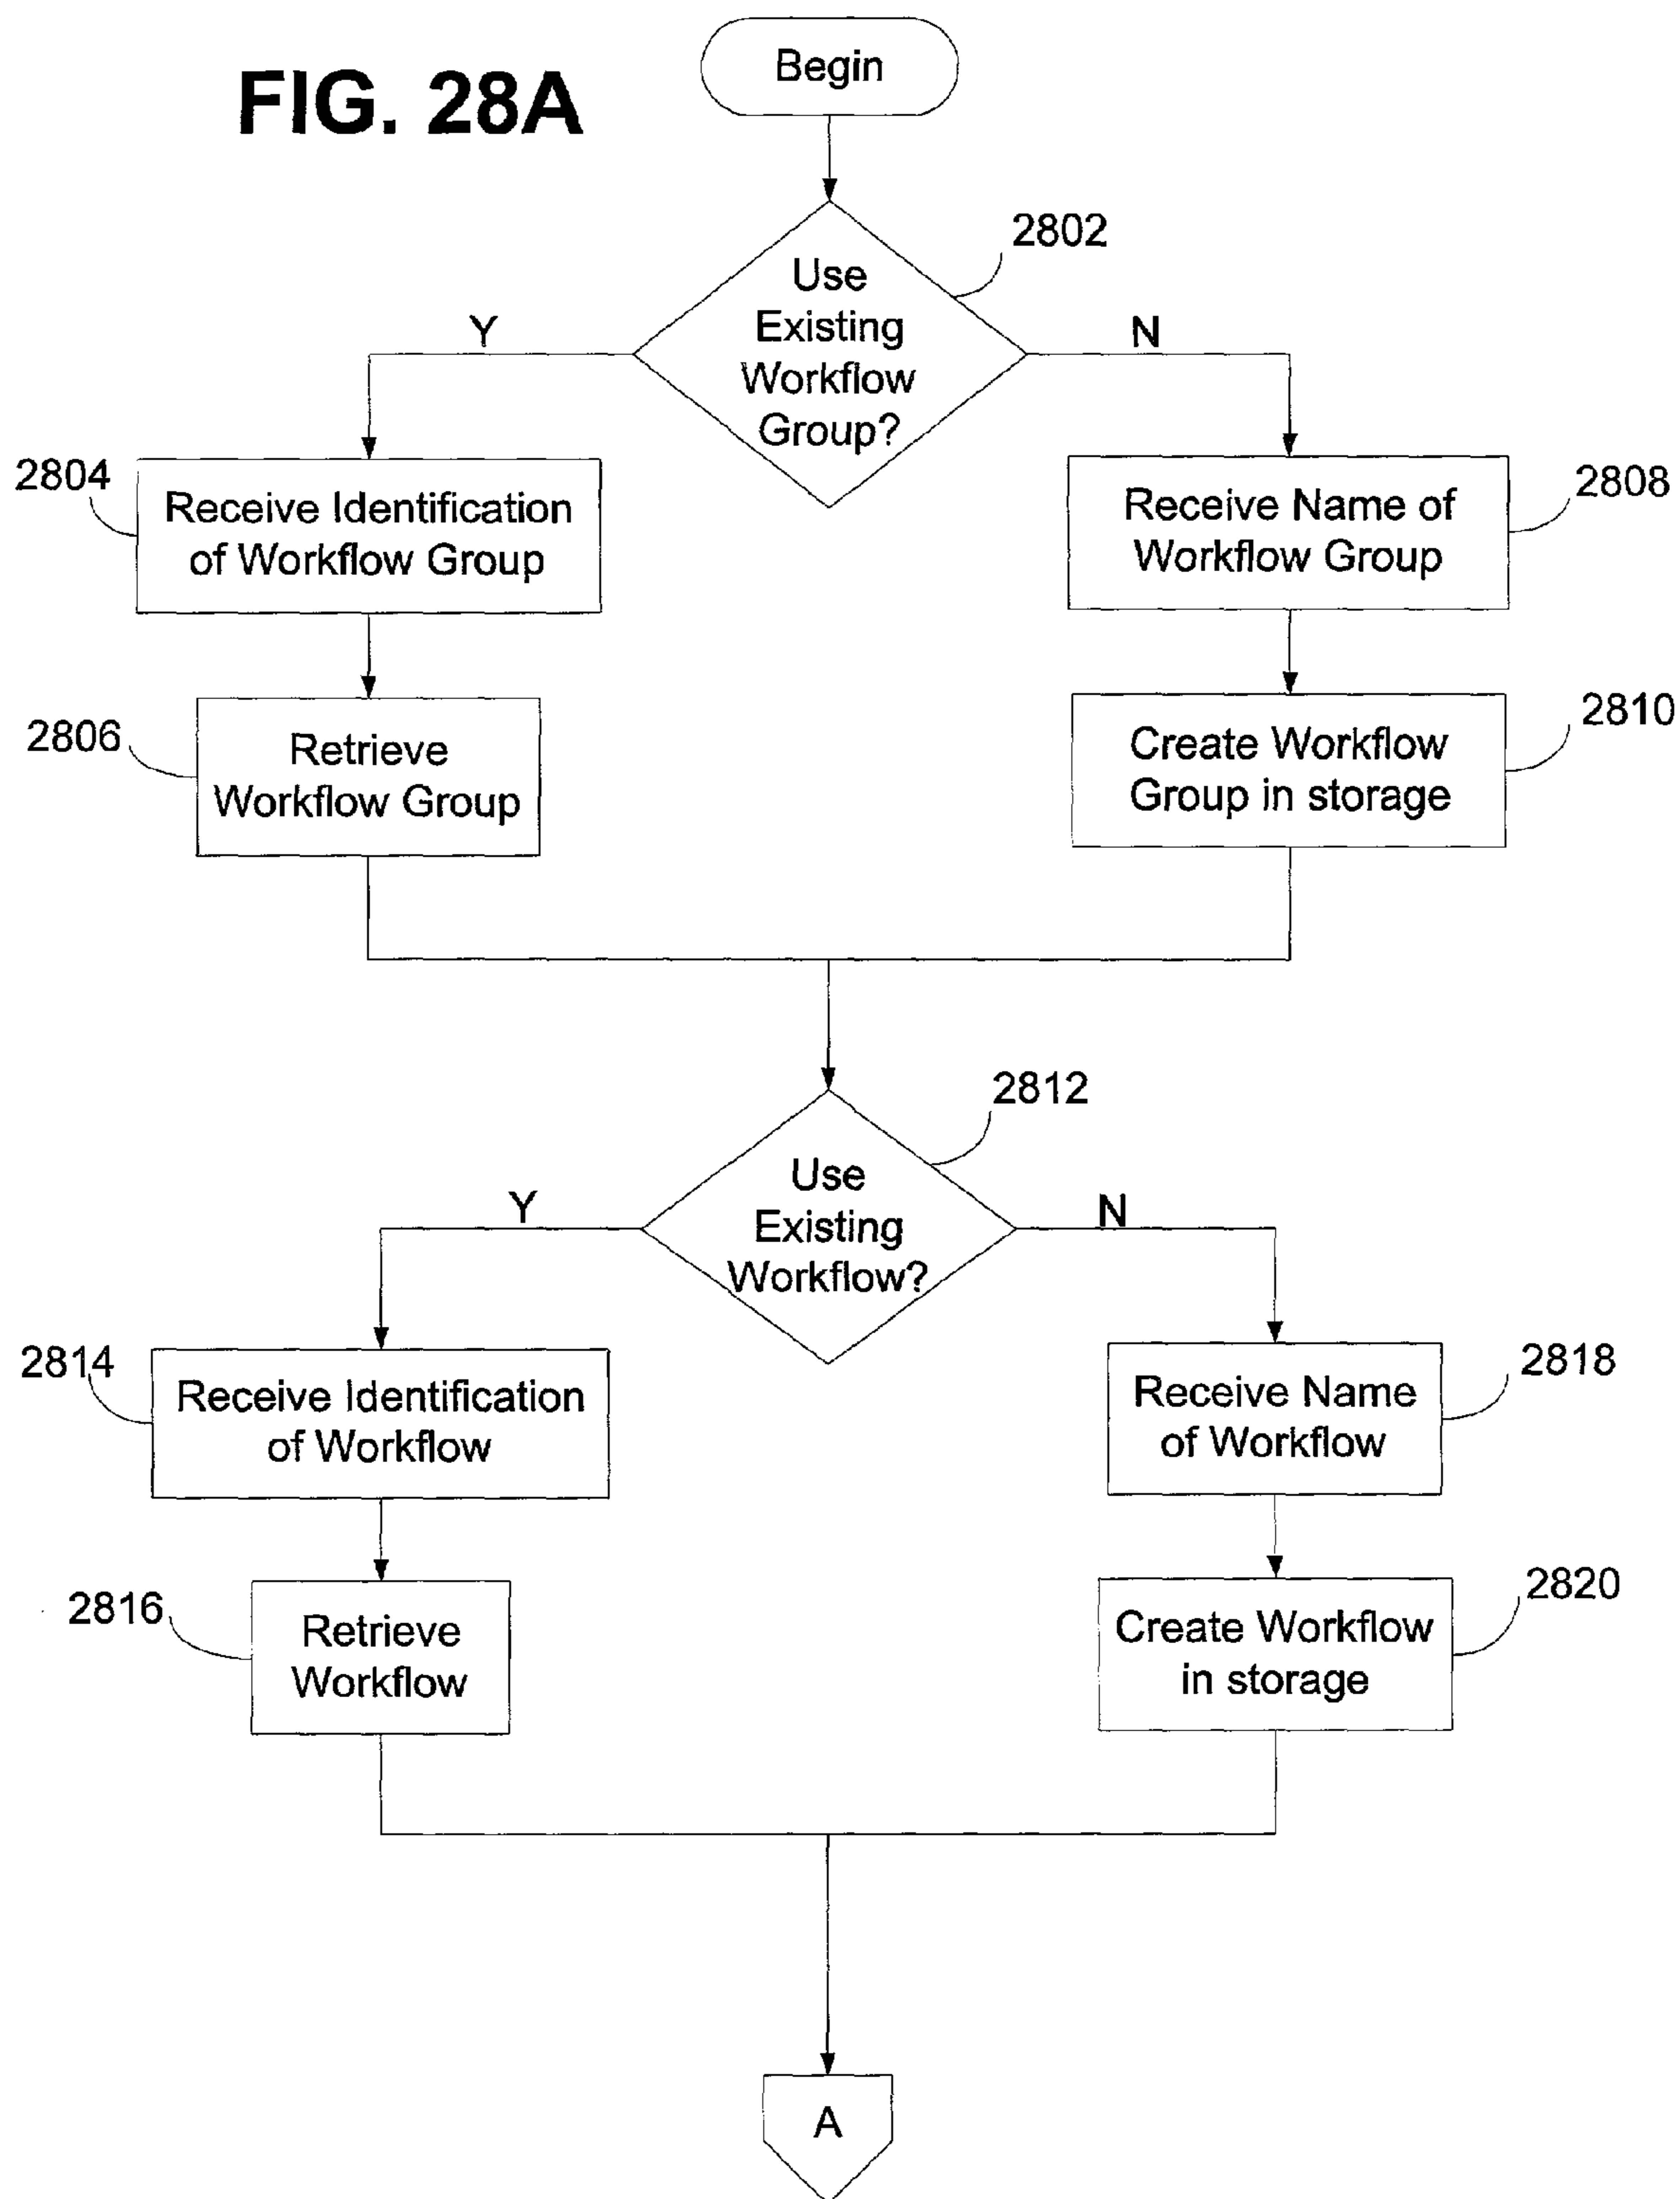 FIG. 28A
Begin
2802
Use
Existing
Workflow
Group?
Y
N
2804
Receive Identification
of Workflow Group
2808
Receive Name of
Workflow Group
2806
Retrieve
Workflow Group
2810
Create Workflow
Group in storage
2812
Use
Existing
Workflow?
Y
N
2814
Receive Identification
of Workflow
2818
Receive Name
of Workflow
2816
Retrieve
Workflow
2820
Create Workflow
in storage
A